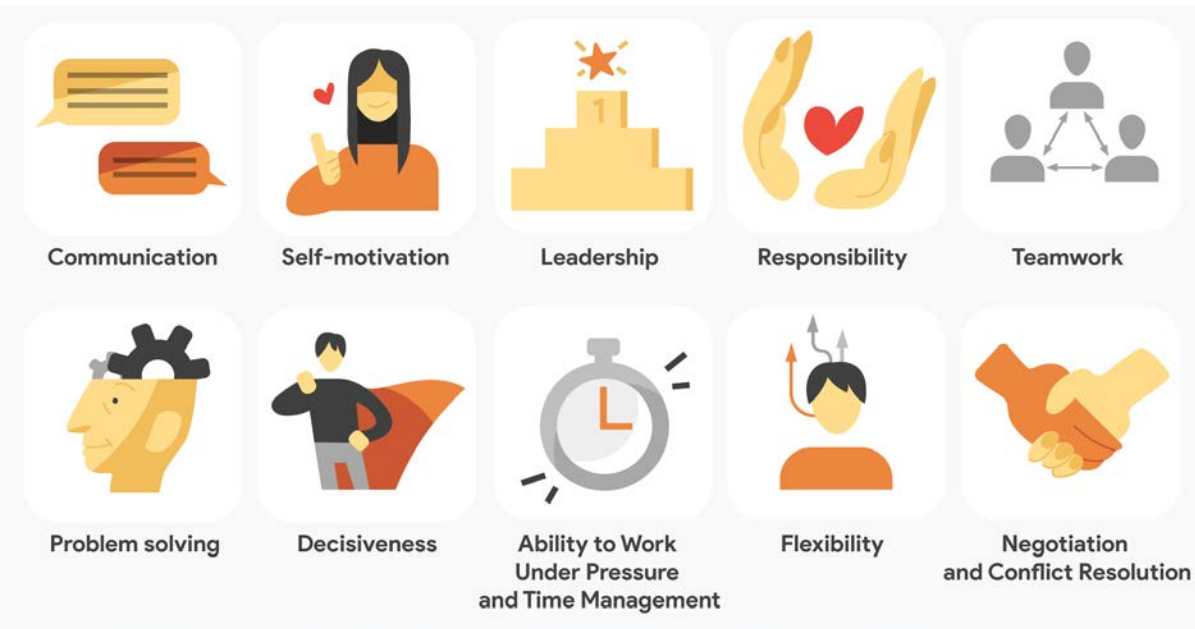 Communication
Self-motivation
1
Leadership
Responsibility
Teamwork
Problem solving
Decisiveness
Ability to Work
Under Pressure
and Time Management
Flexibility
Negotiation
and Conflict Resolution